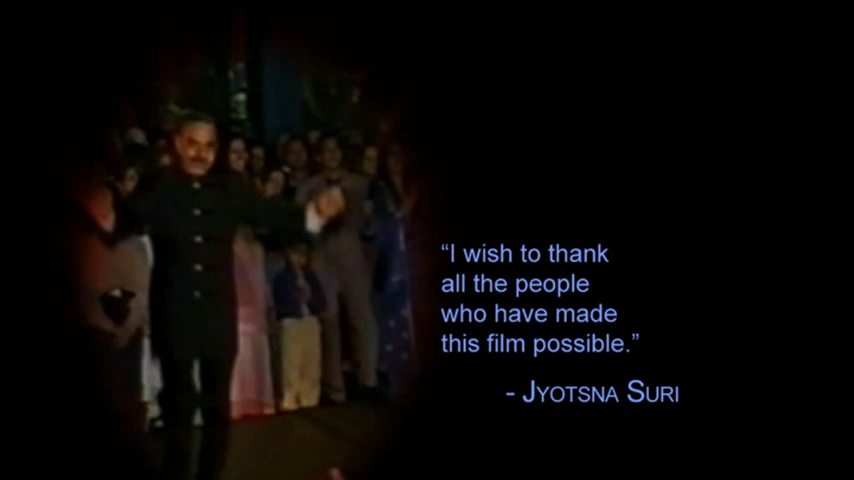 “I wish to thank
all the people
who have made
this film possible.”
- Jyotsna Suri